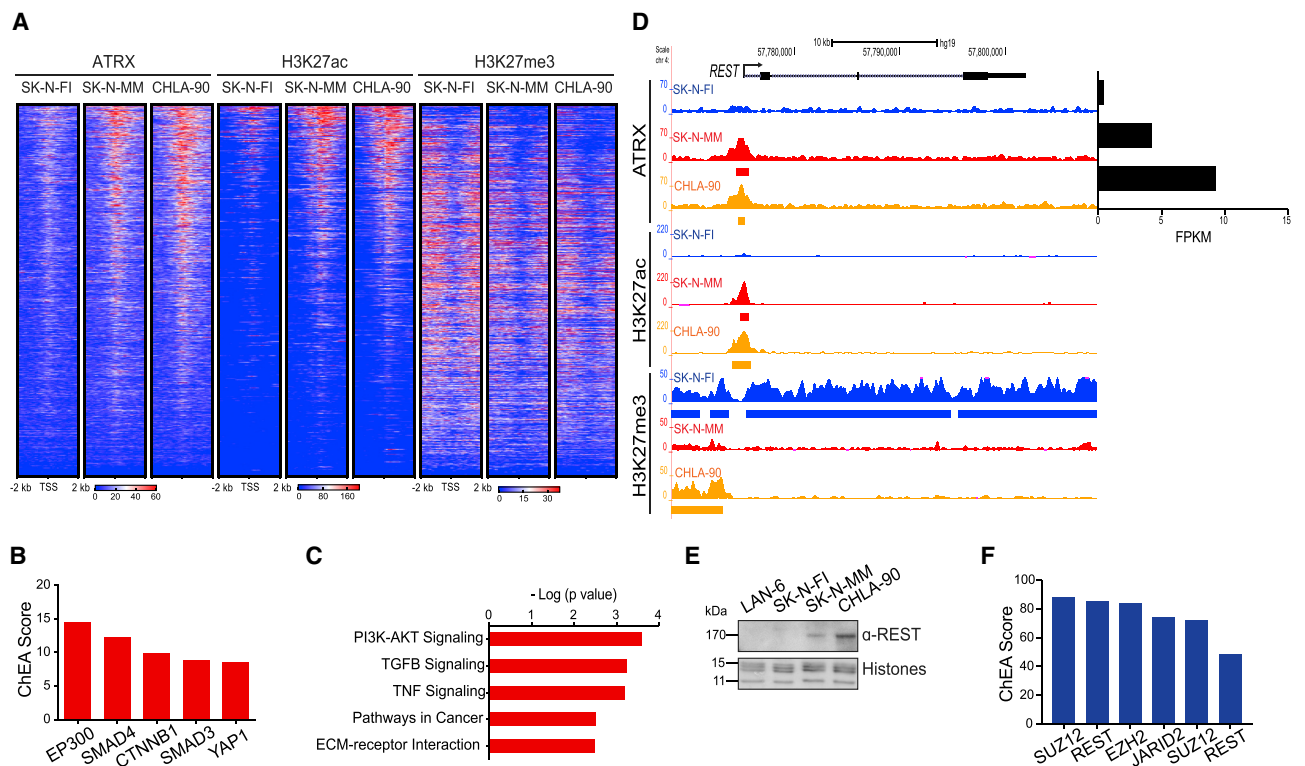 A
ATRX H3K27ac H3K27me3
SK-N-FI SK-N-MM CHLA-90 SK-N-FI SK-N-MM CHLA-90 SK-N-FI SK-N-MM CHLA-90
-2 kb TSS 2 kb -2 kb TSS 2 kb -2 kb TSS 2 kb
0 20 40 60 0 80 160 0 15 30
B
ChEA Score
20
15
10
5
0
EP300 SMAD4 CTNNB1 SMAD3 YAP1
C
- Log (p value)
0 1 2 3 4
PI3K-AKT Signaling
TGFB Signaling
TNF Signaling
Pathways in Cancer
ECM-receptor Interaction
D
Scale
chr 4:
10 kb hg19
57,780,000 57,790,000 57,800,000
REST
ATRX
70
SK-N-FI
0
70
SK-N-MM
0
70
CHLA-90
0
H3K27ac
220
SK-N-FI
0
220
SK-N-MM
0
220
CHLA-90
0
H3K27me3
50
SK-N-FI
0
50
SK-N-MM
0
50
CHLA-90
0
0 5 10 15
FPKM
E
LAN-6 SK-N-FI SK-N-MM CHLA-90
kDa
170 α-REST
15
11
Histones
F
ChEA Score
100
80
60
40
20
0
SUZ12 REST EZH2 JARID2 SUZ12 REST